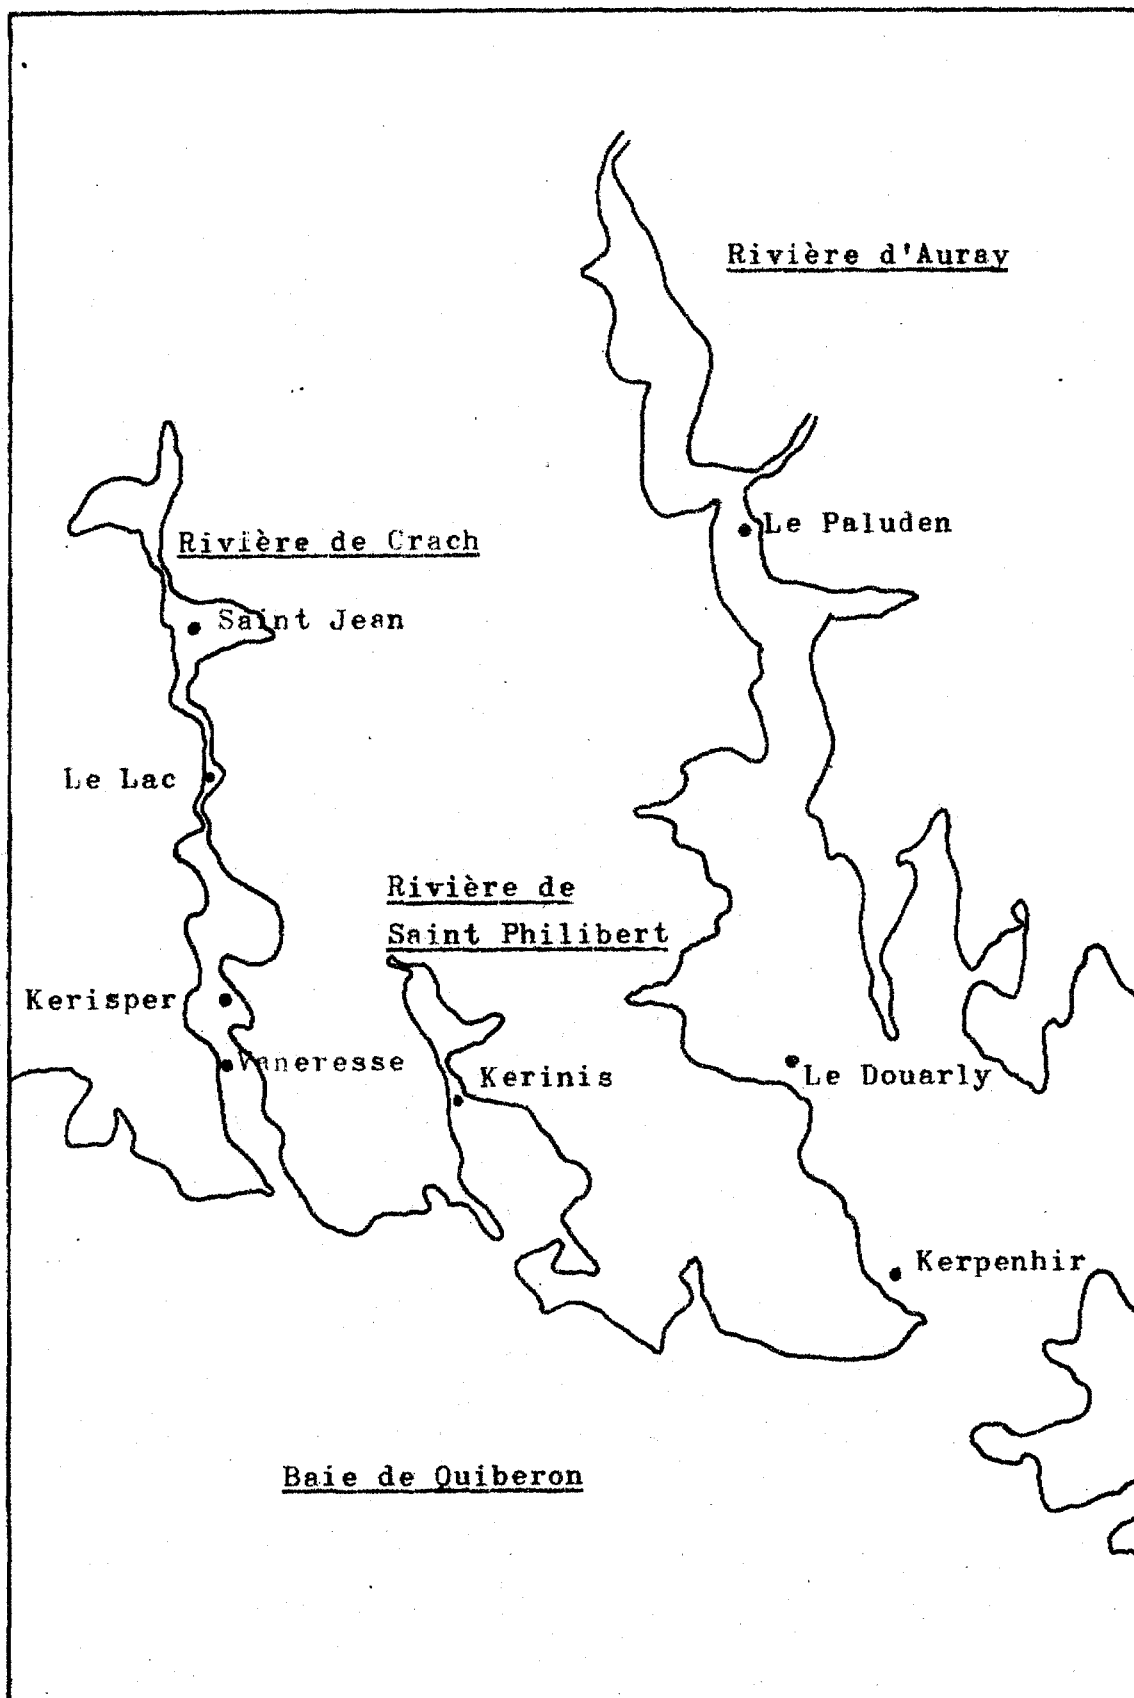 Rivière d'Auray
Le Paluden
Rivière de Crach
Saint Jean
Le Lac
Rivière de
Saint Philibert
Kerisper
Vaneresse
Kerinis
Le Douarly
Kerpenhir
Baie de Quiberon